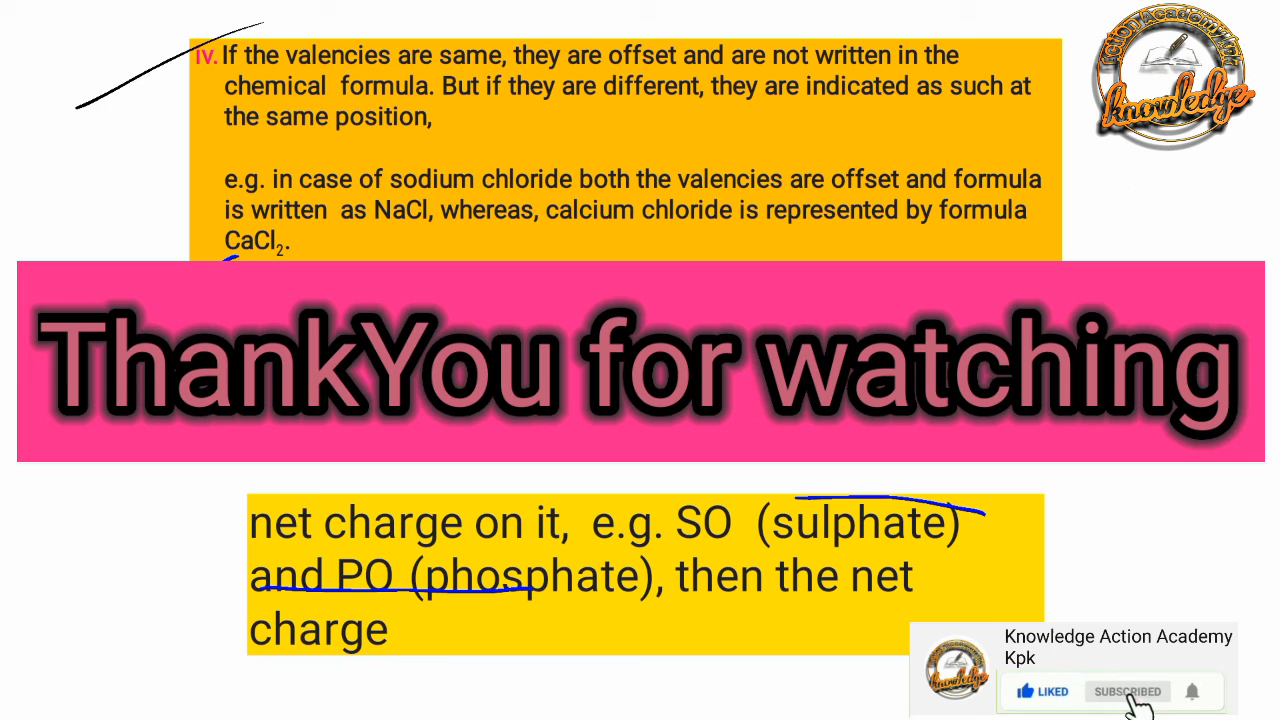 iv. If the valencies are same, they are offset and are not written in the
chemical formula. But if they are different, they are indicated as such at
the same position,
e.g. in case of sodium chloride both the valencies are offset and formula
is written as NaCl, whereas, calcium chloride is represented by formula
CaCl₂.
ThankYou for watching
net charge on it, e.g. SO (sulphate)
and PO (phosphate), then the net
charge
Action Academy kpk
knowledge
Knowledge Action Academy
Kpk
LIKED
SUBSCRIBED